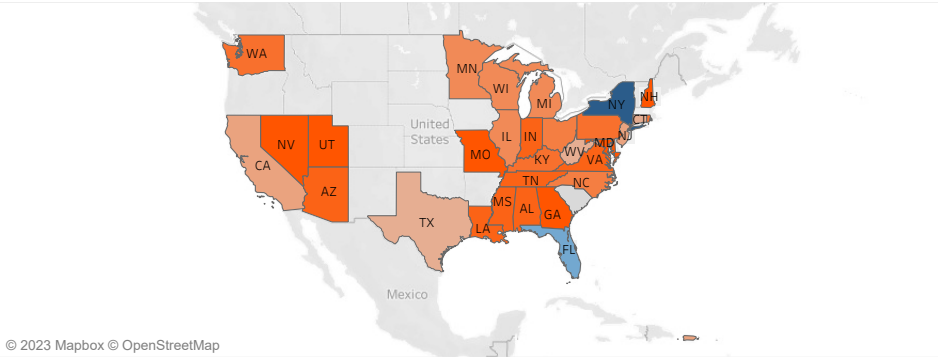 WA
MN
WI
MI
NY
NH
CT
NJ
United
States
NV
UT
CA
AZ
MO
IL
IN
KY
WV
MD
VA
NC
TN
MS
AL
GA
TX
LA
FL
Mexico
© 2023 Mapbox © OpenStreetMap